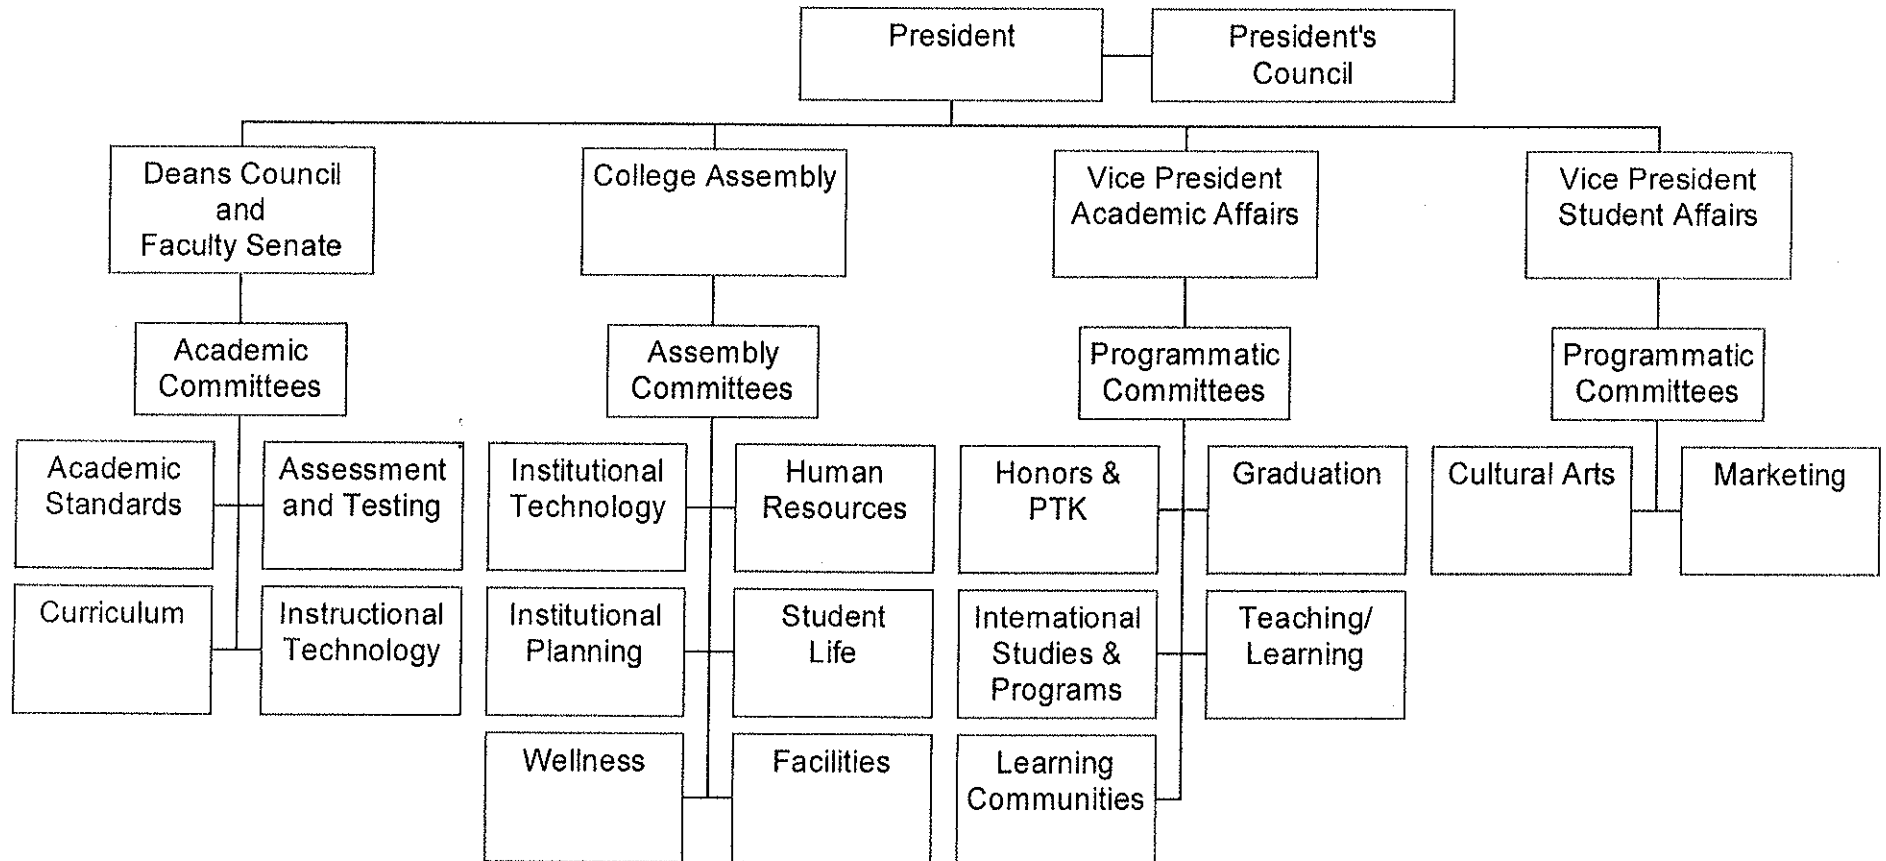 President
President's
Council
Deans Council
and
Faculty Senate
College Assembly
Vice President
Academic Affairs
Vice President
Student Affairs
Academic
Committees
Assembly
Committees
Programmatic
Committees
Programmatic
Committees
Academic
Standards
Assessment
and Testing
Institutional
Technology
Human
Resources
Honors &
PTK
Graduation
Cultural Arts
Marketing
Curriculum
Instructional
Technology
Institutional
Planning
Student
Life
International
Studies &
Programs
Teaching/
Learning
Wellness
Facilities
Learning
Communities